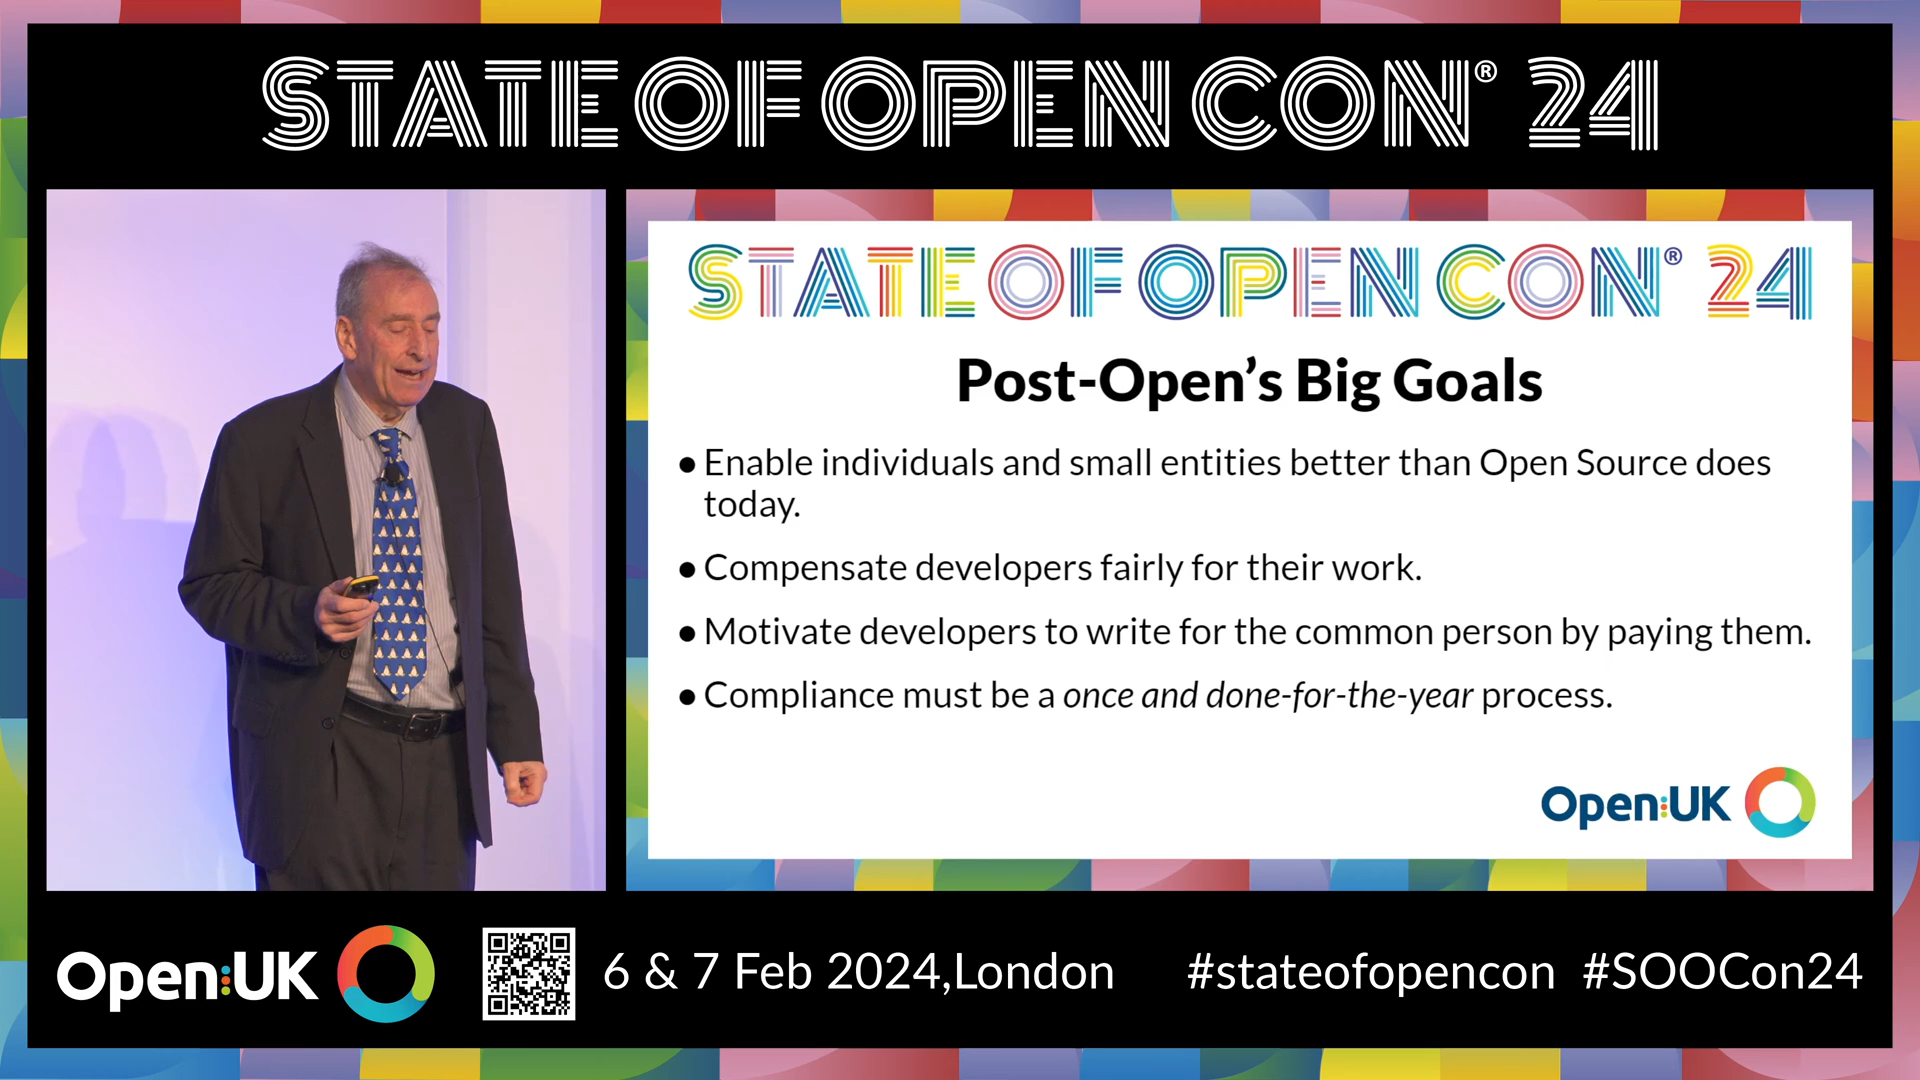 STATE OF OPEN CON® 24
STATE OF OPEN CON® 24
Post-Open’s Big Goals
● Enable individuals and small entities better than Open Source does
today.
● Compensate developers fairly for their work.
● Motivate developers to write for the common person by paying them.
● Compliance must be a once and done-for-the-year process.
Open:UK
Open:UK
6 & 7 Feb 2024,London
#stateofopencon #SOOCon24